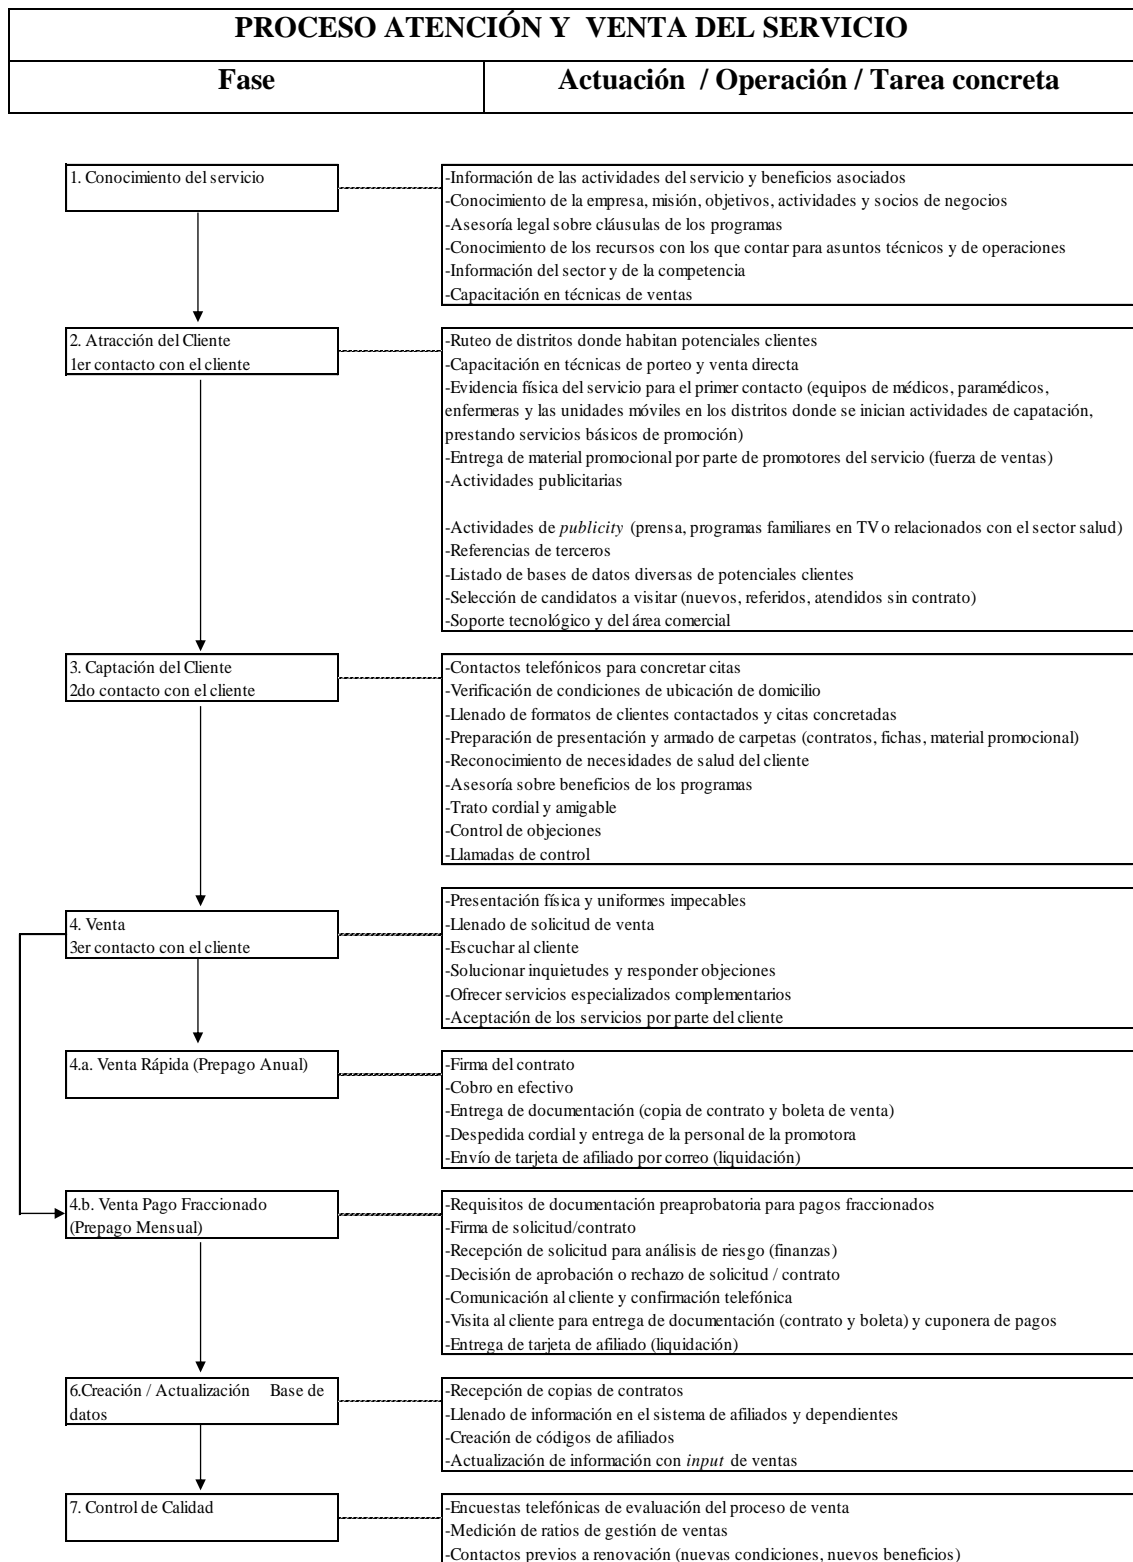 PROCESO ATENCIÓN Y VENTA DEL SERVICIO
Fase
Actuación / Operación / Tarea concreta
1. Conocimiento del servicio
-Información de las actividades del servicio y beneficios asociados
-Conocimiento de la empresa, misión, objetivos, actividades y socios de negocios
-Asesoría legal sobre cláusulas de los programas
-Conocimiento de los recursos con los que contar para asuntos técnicos y de operaciones
-Información del sector y de la competencia
-Capacitación en técnicas de ventas
2. Atracción del Cliente
1er contacto con el cliente
-Ruteo de distritos donde habitan potenciales clientes
-Capacitación en técnicas de porteo y venta directa
-Evidencia física del servicio para el primer contacto (equipos de médicos, paramédicos,
enfermeras y las unidades móviles en los distritos donde se inician actividades de capatación,
prestando servicios básicos de promoción)
-Entrega de material promocional por parte de promotores del servicio (fuerza de ventas)
-Actividades publicitarias
-Actividades de publicity (prensa, programas familiares en TV o relacionados con el sector salud)
-Referencias de terceros
-Listado de bases de datos diversas de potenciales clientes
-Selección de candidatos a visitar (nuevos, referidos, atendidos sin contrato)
-Soporte tecnológico y del área comercial
3. Captación del Cliente
2do contacto con el cliente
-Contactos telefónicos para concretar citas
-Verificación de condiciones de ubicación de domicilio
-Llenado de formatos de clientes contactados y citas concretadas
-Preparación de presentación y armado de carpetas (contratos, fichas, material promocional)
-Reconocimiento de necesidades de salud del cliente
-Asesoría sobre beneficios de los programas
-Trato cordial y amigable
-Control de objeciones
-Llamadas de control
4. Venta
3er contacto con el cliente
-Presentación física y uniformes impecables
-Llenado de solicitud de venta
-Escuchar al cliente
-Solucionar inquietudes y responder objeciones
-Ofrecer servicios especializados complementarios
-Aceptación de los servicios por parte del cliente
4.a. Venta Rápida (Prepago Anual)
-Firma del contrato
-Cobro en efectivo
-Entrega de documentación (copia de contrato y boleta de venta)
-Despedida cordial y entrega de la personal de la promotora
-Envío de tarjeta de afiliado por correo (liquidación)
4.b. Venta Pago Fraccionado
(Prepago Mensual)
-Requisitos de documentación preaprobatoria para pagos fraccionados
-Firma de solicitud/contrato
-Recepción de solicitud para análisis de riesgo (finanzas)
-Decisión de aprobación o rechazo de solicitud / contrato
-Comunicación al cliente y confirmación telefónica
-Visita al cliente para entrega de documentación (contrato y boleta) y cuponera de pagos
-Entrega de tarjeta de afiliado (liquidación)
6.Creación / Actualización Base de
datos
-Recepción de copias de contratos
-Llenado de información en el sistema de afiliados y dependientes
-Creación de códigos de afiliados
-Actualización de información con input de ventas
7. Control de Calidad
-Encuestas telefónicas de evaluación del proceso de venta
-Medición de ratios de gestión de ventas
-Contactos previos a renovación (nuevas condiciones, nuevos beneficios)